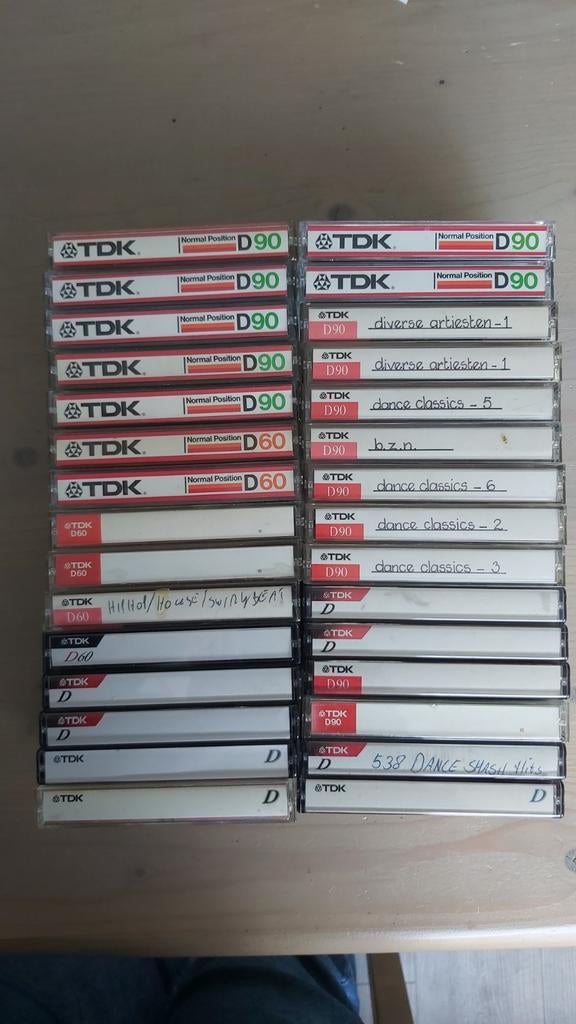 TDK Normal Position D90
TDK Normal Position D90
TDK Normal Position D90
TDK Normal Position D90
TDK Normal Position D90
TDK Normal Position D60
TDK Normal Position D60
TDK
D60
TDK
D60
TDK
D60 HIPHOP/HOUSE/SWINGBEAT
TDK
D60
TDK
D
TDK
D
TDK D
TDK D
TDK Normal Position D90
TDK Normal Position D90
TDK
D90 diverse artiesten-1
TDK
D90 diverse artiesten-1
TDK
D90 dance classics - 5
TDK
D90 b.z.n.
TDK
D90 dance classics - 6
TDK
D90 dance classics - 2
TDK
D90 dance classics - 3
TDK
D
TDK
D
TDK
D90
TDK
D90
TDK
D 538 DANCE SMASH Hits
TDK D